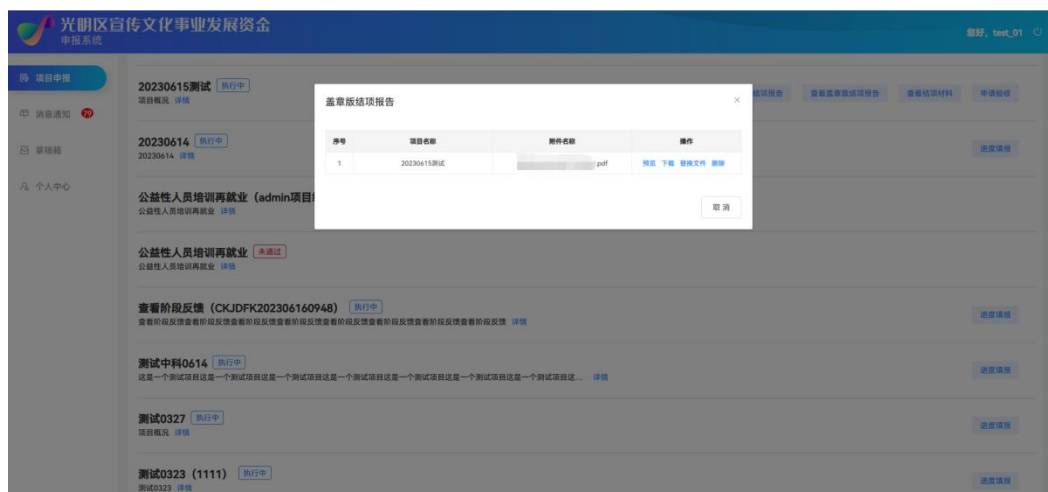 光明区宣传文化事业发展资金
申报系统
您好，test_01
项目申报
消息通知 79
草稿箱
个人中心
20230615测试 执行中
项目概况 详情
结项报告 查看盖章版结项报告 查看结项材料 申请验收
盖章版结项报告
序号 项目名称 附件名称 操作
1 20230615测试 .pdf 预览 下载 替换文件 删除
取消
20230614 执行中
20230614 详情
进度填报
公益性人员培训再就业（admin项目
公益性人员培训再就业 详情
公益性人员培训再就业 未通过
公益性人员培训再就业 详情
查看阶段反馈（CKJDFK202306160948） 执行中
查看阶段反馈查看阶段反馈查看阶段反馈查看阶段反馈查看阶段反馈查看阶段反馈查看阶段反馈 详情
进度填报
测试中科0614 执行中
这是一个测试项目这是一个测试项目这是一个测试项目这是一个测试项目这是一个测试项目这是一个测试项目这... 详情
进度填报
测试0327 执行中
项目概况 详情
进度填报
测试0323（1111） 执行中
测试0323 详情
进度填报